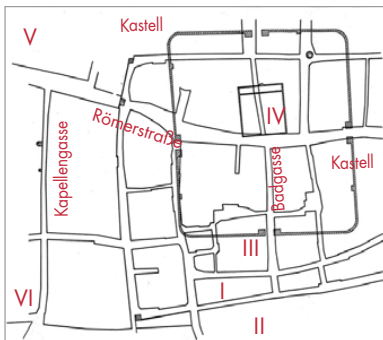 Kastell
V
IV
Römerstraße
Kapellengasse
Badgasse
Kastell
III
I
VI
II